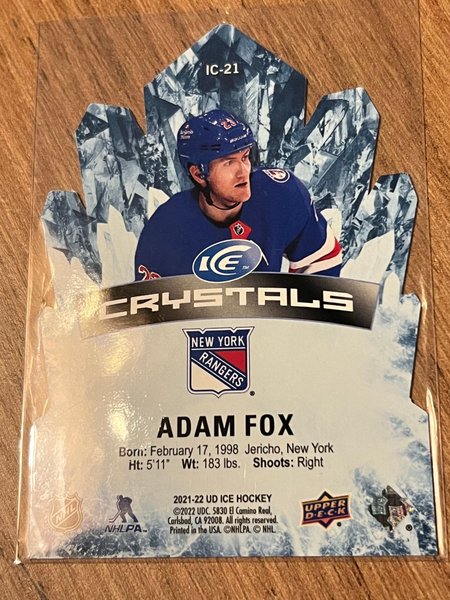 IC-21
ICE TM
CRYSTALS
NEW YORK
RANGERS
®
ADAM FOX
Born: February 17, 1998 Jericho, New York
Ht: 5'11" Wt: 183 lbs. Shoots: Right
2021-22 UD ICE HOCKEY
©2022 UDC. 5830 El Camino Real,
Carlsbad, CA 92008. All rights reserved.
Printed in the USA. ©NHLPA. © NHL.
NHL
NHLPA
UPPER
DECK